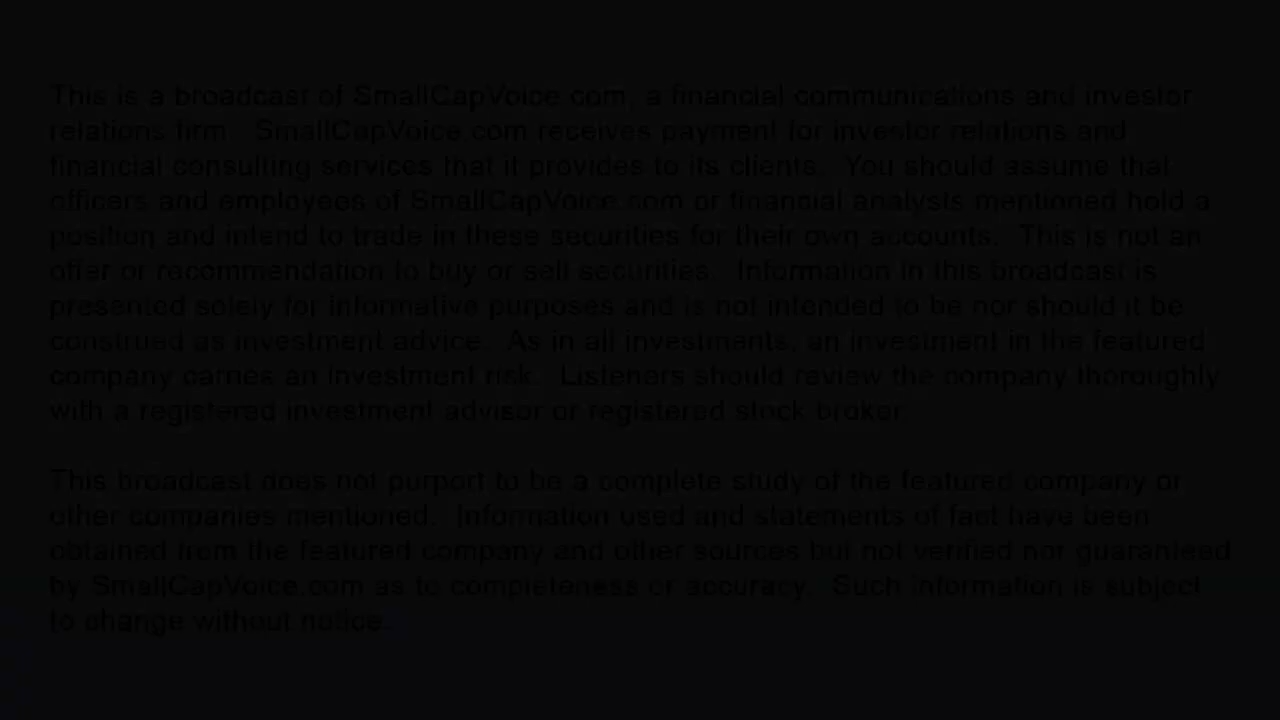 This is a broadcast of SmallCapVoice.com, a financial communications and investor
relations firm.  SmallCapVoice.com receives payment for investor relations and
financial consulting services that it provides to its clients.  You should assume that
officers and employees of SmallCapVoice.com or financial analysts mentioned hold a
position and intend to trade in these securities for their own accounts.  This is not an
offer or recommendation to buy or sell securities.  Information in this broadcast is
presented solely for informative purposes and is not intended to be nor should it be
construed as investment advice.  As in all investments, an investment in the featured
company carries an investment risk.  Listeners should review the company thoroughly
with a registered investment advisor or registered stock broker.
This broadcast does not purport to be a complete study of the featured company or
other companies mentioned.  Information used and statements of fact have been
obtained from the featured company and other sources but not verified nor guaranteed
by SmallCapVoice.com as to completeness or accuracy.  Such information is subject
to change without notice.